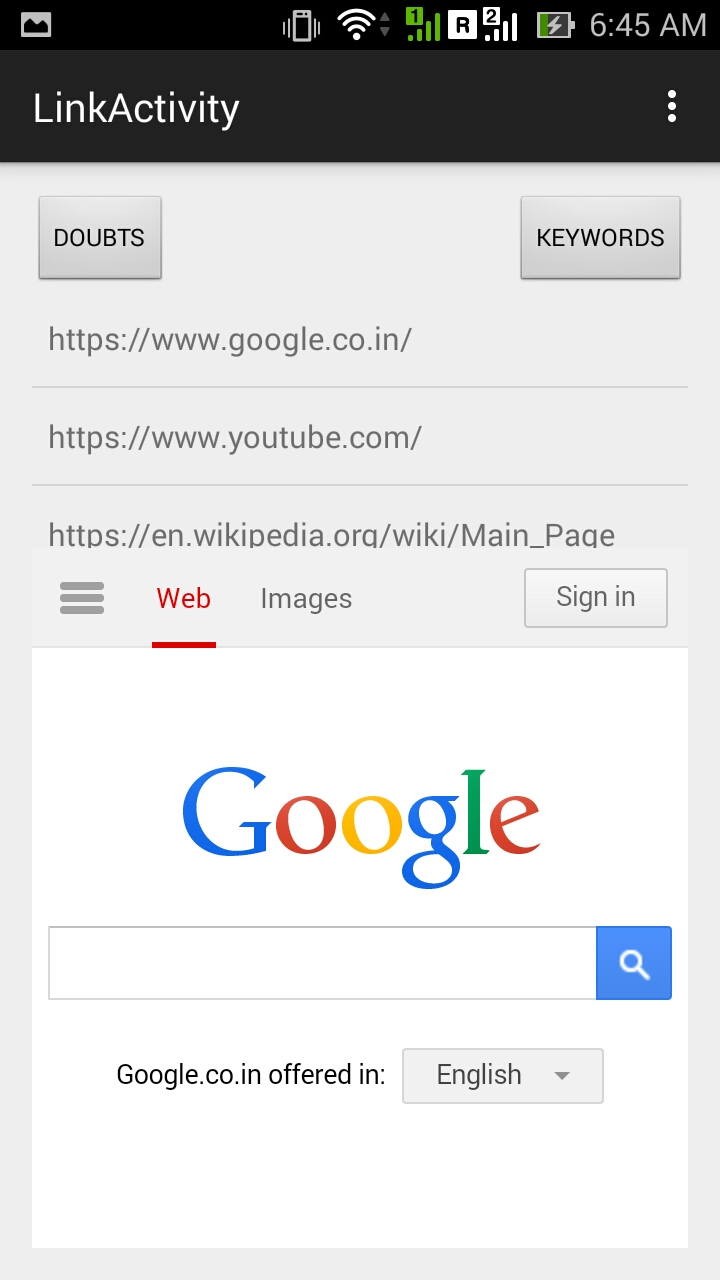 1 R 2 6:45 AM
LinkActivity
DOUBTS KEYWORDS
https://www.google.co.in/
https://www.youtube.com/
https://en.wikipedia.org/wiki/Main_Page
Web Images Sign in
Google
Google.co.in offered in: English